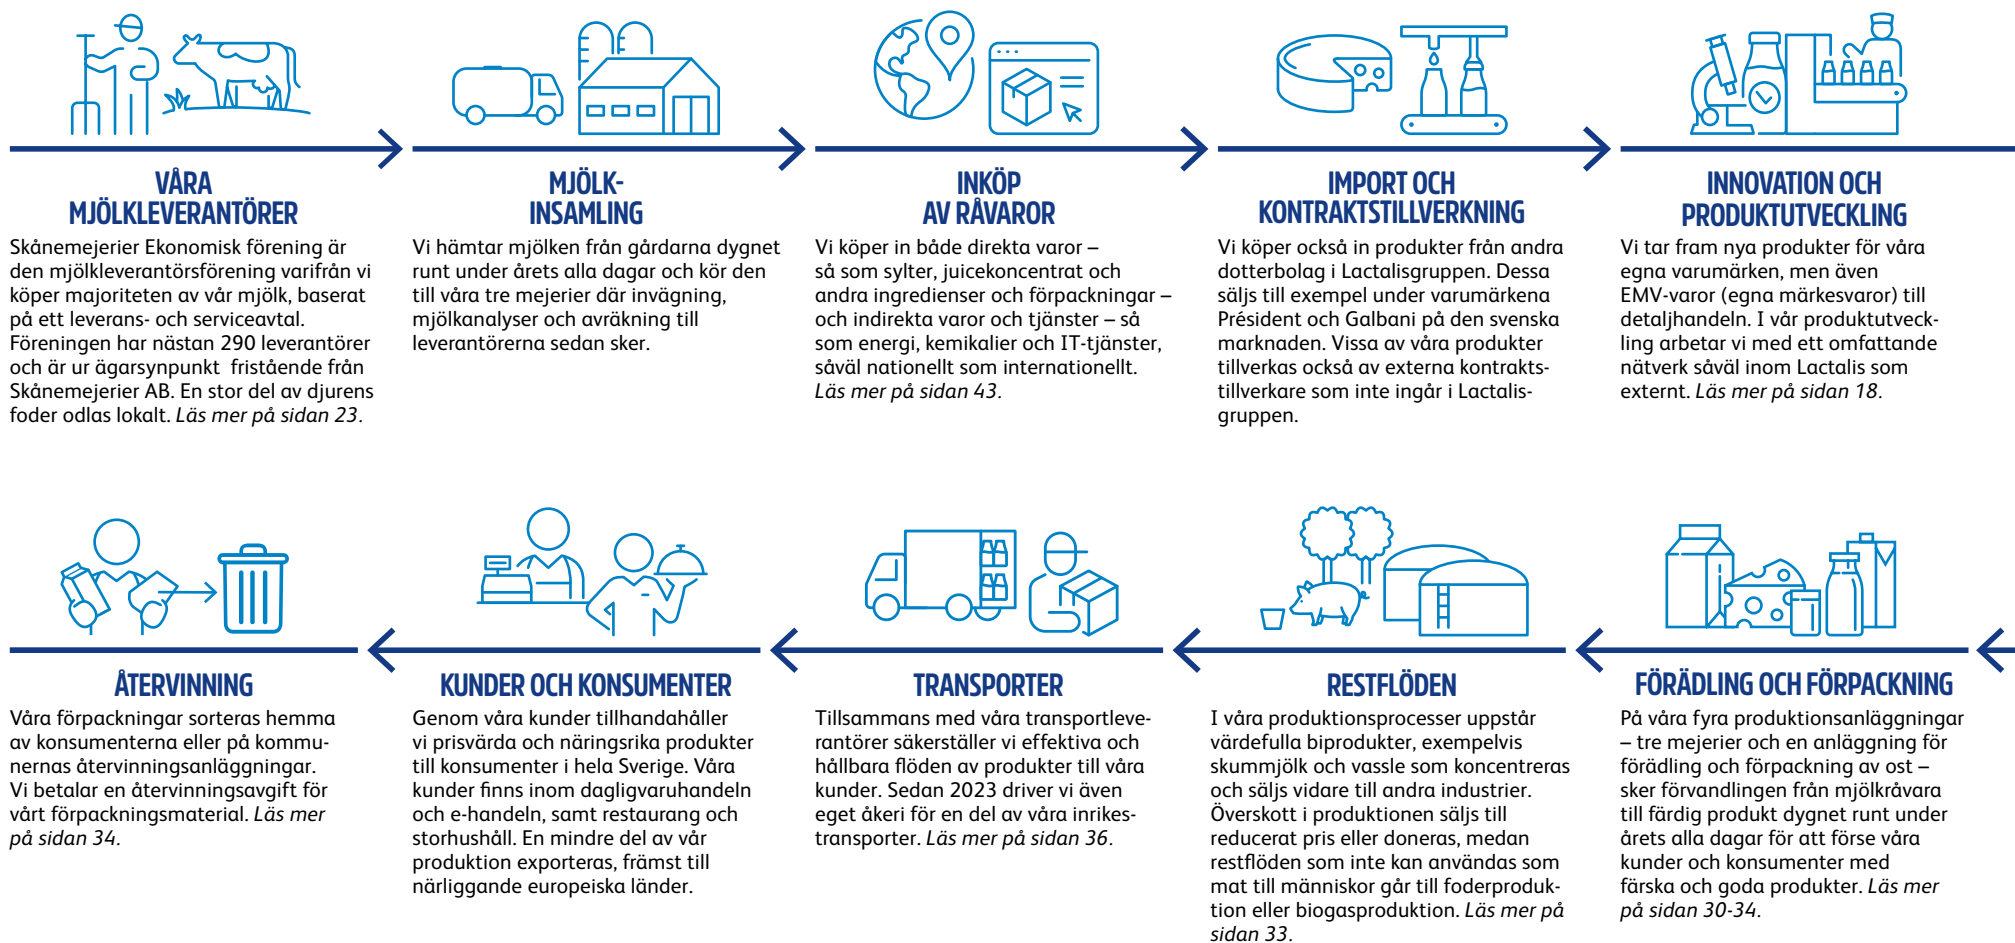 VÅRA
MJÖLKLEVERANTÖRER
Skånemejerier Ekonomisk förening är
den mjölkleverantörsförening varifrån vi
köper majoriteten av vår mjölk, baserat
på ett leverans- och serviceavtal.
Föreningen har nästan 290 leverantörer
och är ur ägarsynpunkt fristående från
Skånemejerier AB. En stor del av djurens
foder odlas lokalt. Läs mer på sidan 23.
MJÖLK-
INSAMLING
Vi hämtar mjölken från gårdarna dygnet
runt under årets alla dagar och kör den
till våra tre mejerier där invägning,
mjölkanalyser och avräkning till
leverantörerna sedan sker.
INKÖP
AV RÅVAROR
Vi köper in både direkta varor –
så som sylter, juicekoncentrat och
andra ingredienser och förpackningar –
och indirekta varor och tjänster – så
som energi, kemikalier och IT-tjänster,
såväl nationellt som internationellt.
Läs mer på sidan 43.
IMPORT OCH
KONTRAKTSTILLVERKNING
Vi köper också in produkter från andra
dotterbolag i Lactalisgruppen. Dessa
säljs till exempel under varumärkena
Président och Galbani på den svenska
marknaden. Vissa av våra produkter
tillverkas också av externa kontrakts-
tillverkare som inte ingår i Lactalis-
gruppen.
INNOVATION OCH
PRODUKTUTVECKLING
Vi tar fram nya produkter för våra
egna varumärken, men även
EMV-varor (egna märkesvaror) till
detaljhandeln. I vår produktutveck-
ling arbetar vi med ett omfattande
nätverk såväl inom Lactalis som
externt. Läs mer på sidan 18.
ÅTERVINNING
Våra förpackningar sorteras hemma
av konsumenterna eller på kommu-
nernas återvinningsanläggningar.
Vi betalar en återvinningsavgift för
vårt förpackningsmaterial. Läs mer
på sidan 34.
KUNDER OCH KONSUMENTER
Genom våra kunder tillhandahåller
vi prisvärda och näringsrika produkter
till konsumenter i hela Sverige. Våra
kunder finns inom dagligvaruhandeln
och e-handeln, samt restaurang och
storhushåll. En mindre del av vår
produktion exporteras, främst till
närliggande europeiska länder.
TRANSPORTER
Tillsammans med våra transportleve-
rantörer säkerställer vi effektiva och
hållbara flöden av produkter till våra
kunder. Sedan 2023 driver vi även
eget åkeri för en del av våra inrikes-
transporter. Läs mer på sidan 36.
RESTFLÖDEN
I våra produktionsprocesser uppstår
värdefulla biprodukter, exempelvis
skummjölk och vassle som koncentreras
och säljs vidare till andra industrier.
Överskott i produktionen säljs till
reducerat pris eller doneras, medan
restflöden som inte kan användas som
mat till människor går till foderproduk-
tion eller biogasproduktion. Läs mer på
sidan 33.
FÖRÄDLING OCH FÖRPACKNING
På våra fyra produktionsanläggningar
– tre mejerier och en anläggning för
förädling och förpackning av ost –
sker förvandlingen från mjölkråvara
till färdig produkt dygnet runt under
årets alla dagar för att förse våra
kunder och konsumenter med
färska och goda produkter. Läs mer
på sidan 30-34.